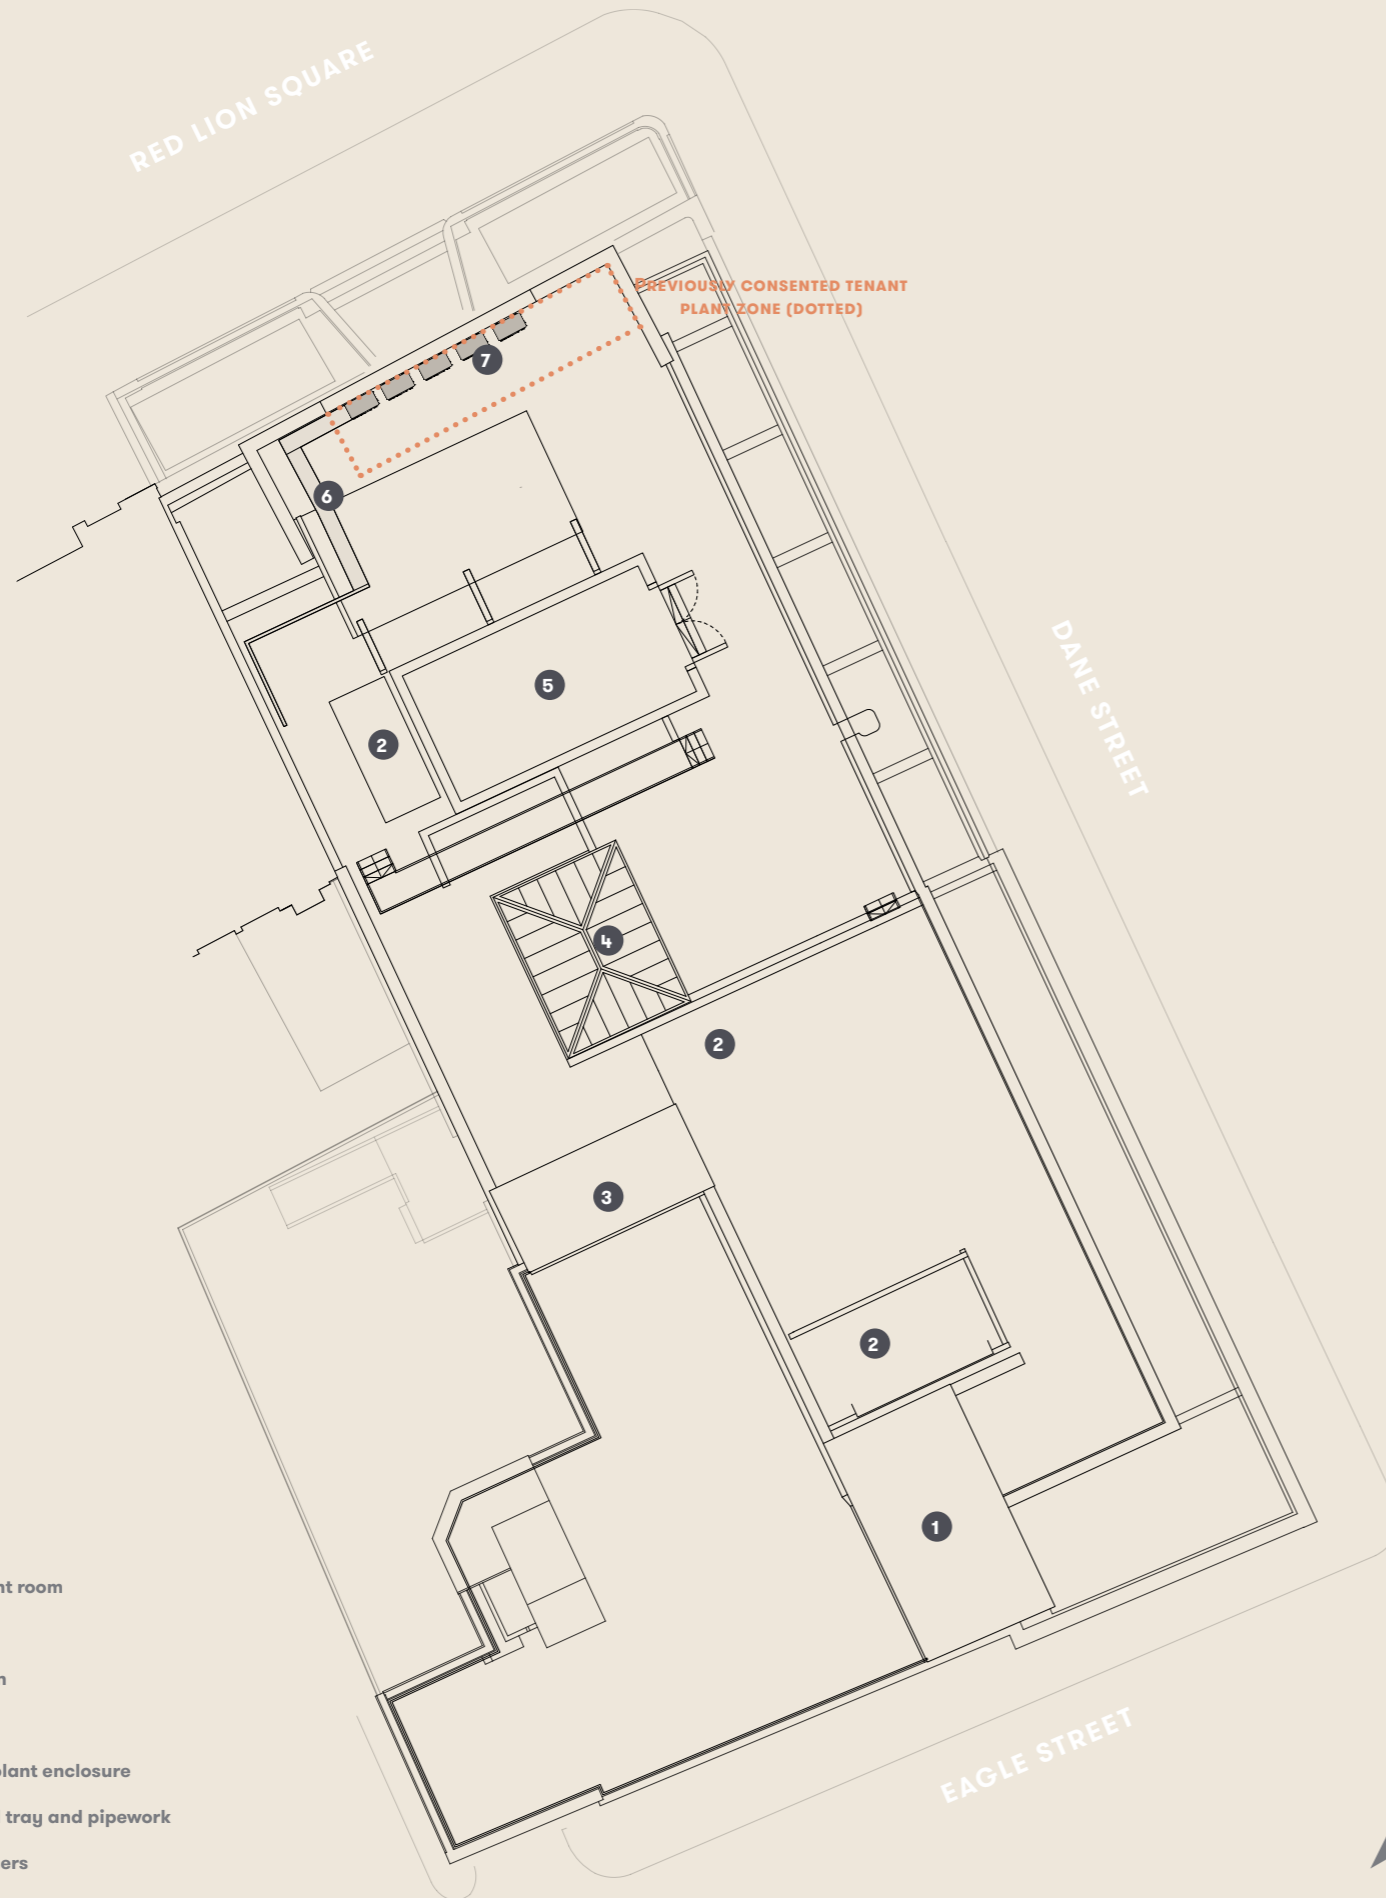 RED LION SQUARE
PREVIOUSLY CONSENTED TENANT
PLANT ZONE (DOTTED)
7
6
DANE STREET
5
2
4
2
3
2
1
nt room
n
plant enclosure
tray and pipework
ers
EAGLE STREET